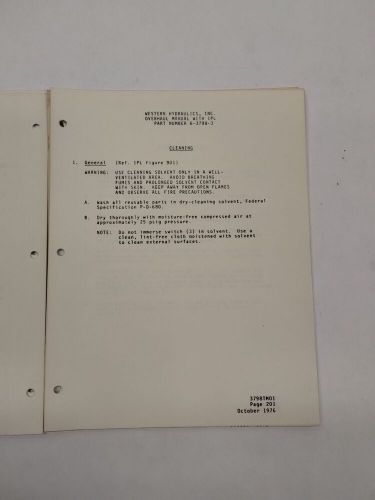 WESTERN HYDRAULICS, INC.
OVERHAUL MANUAL WITH IPL
PART NUMBER 6-3798-3
CLEANING
1. General (Ref. IPL Figure 901)
WARNING: USE CLEANING SOLVENT ONLY IN A WELL-
VENTILATED AREA. AVOID BREATHING
FUMES AND PROLONGED SOLVENT CONTACT
WITH SKIN. KEEP AWAY FROM OPEN FLAMES
AND OBSERVE ALL FIRE PRECAUTIONS.
A. Wash all reusable parts in dry-cleaning solvent, Federal
Specification P-D-680.
B. Dry thoroughly with moisture-free compressed air at
approximately 25 psig pressure.
NOTE: Do not immerse switch (3) in solvent. Use a
clean, lint-free cloth moistened with solvent
to clean external surfaces.
3798TM01
Page 201
October 1976